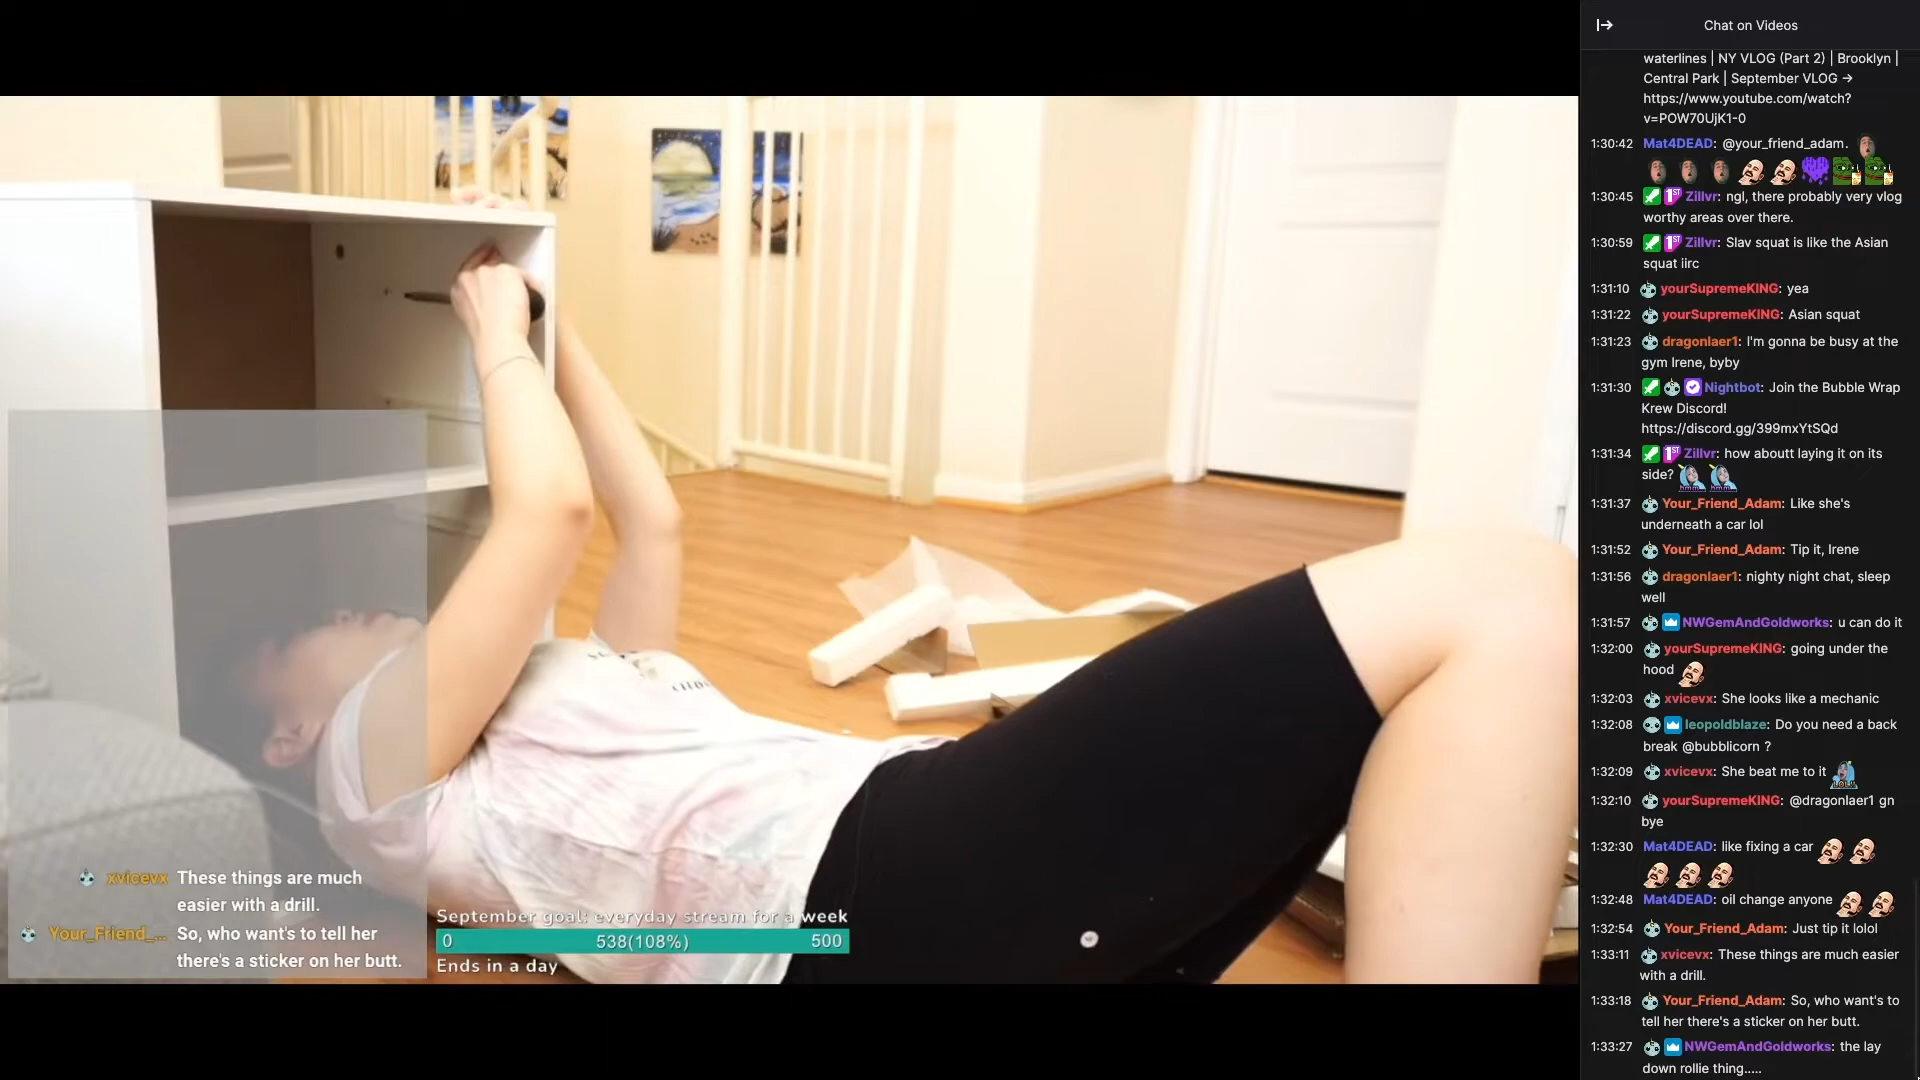 Chat on Videos
waterlines | NY VLOG (Part 2) | Brooklyn |
Central Park | September VLOG →
https://www.youtube.com/watch?
v=POW70UjK1-0
1:30:42 Mat4DEAD: @your_friend_adam.
1:30:45 Zillvr: ngl, there probably very vlog
worthy areas over there.
1:30:59 Zillvr: Slav squat is like the Asian
squat iirc
1:31:10 yourSupremeKING: yea
1:31:22 yourSupremeKING: Asian squat
1:31:23 dragonlaer1: I'm gonna be busy at the
gym Irene, byby
1:31:30 Nightbot: Join the Bubble Wrap
Krew Discord!
https://discord.gg/399mxYtSQd
1:31:34 Zillvr: how aboutt laying it on its
side?
1:31:37 Your_Friend_Adam: Like she's
underneath a car lol
1:31:52 Your_Friend_Adam: Tip it, Irene
1:31:56 dragonlaer1: nighty night chat, sleep
well
1:31:57 NWGemAndGoldworks: u can do it
1:32:00 yourSupremeKING: going under the
hood
1:32:03 xvicevx: She looks like a mechanic
1:32:08 leopoldblaze: Do you need a back
break @bubblicorn ?
1:32:09 xvicevx: She beat me to it
1:32:10 yourSupremeKING: @dragonlaer1 gn
bye
1:32:30 Mat4DEAD: like fixing a car
1:32:48 Mat4DEAD: oil change anyone
1:32:54 Your_Friend_Adam: Just tip it lolol
1:33:11 xvicevx: These things are much easier
with a drill.
1:33:18 Your_Friend_Adam: So, who want's to
tell her there's a sticker on her butt.
1:33:27 NWGemAndGoldworks: the lay
down rollie thing.....
xvicevx These things are much
easier with a drill.
Your_Friend_... So, who want's to tell her
there's a sticker on her butt.
September goal: everyday stream for a week
0 538(108%) 500
Ends in a day